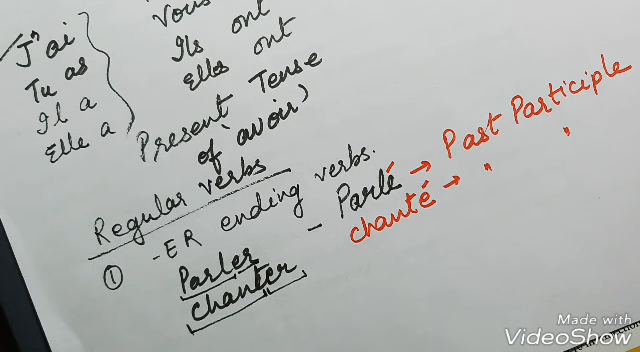 J'ai
Tu as
Il a
Elle a
Vous
Ils ont
Elles ont
Present Tense
of 'avoir')
Regular verbs
① -ER ending verbs.
Parler - Parlé → Past Participle
chanter chanté → " "
Made with
VideoShow